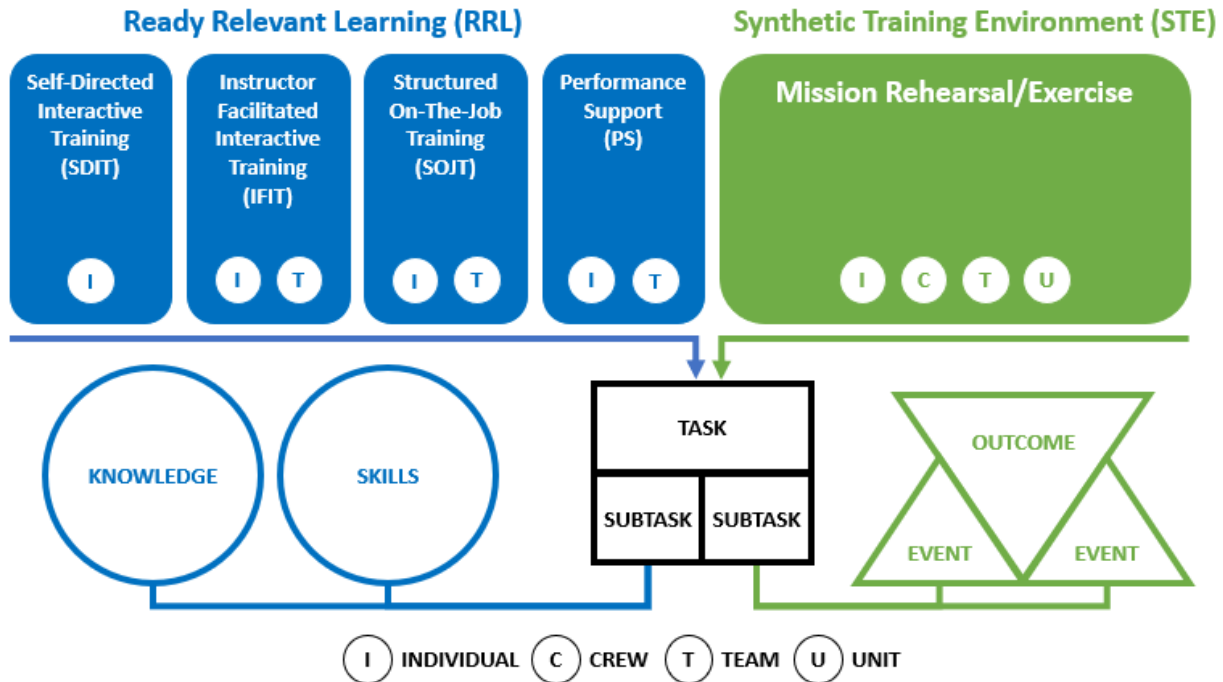 Ready Relevant Learning (RRL)
Synthetic Training Environment (STE)
Self-Directed
Interactive
Training
(SDIT)
I
Instructor
Facilitated
Interactive
Training
(IFIT)
I T
Structured
On-The-Job
Training
(SOJT)
I T
Performance
Support
(PS)
I T
Mission Rehearsal/Exercise
I C T U
KNOWLEDGE
SKILLS
TASK
SUBTASK
SUBTASK
OUTCOME
EVENT
EVENT
I INDIVIDUAL C CREW T TEAM U UNIT